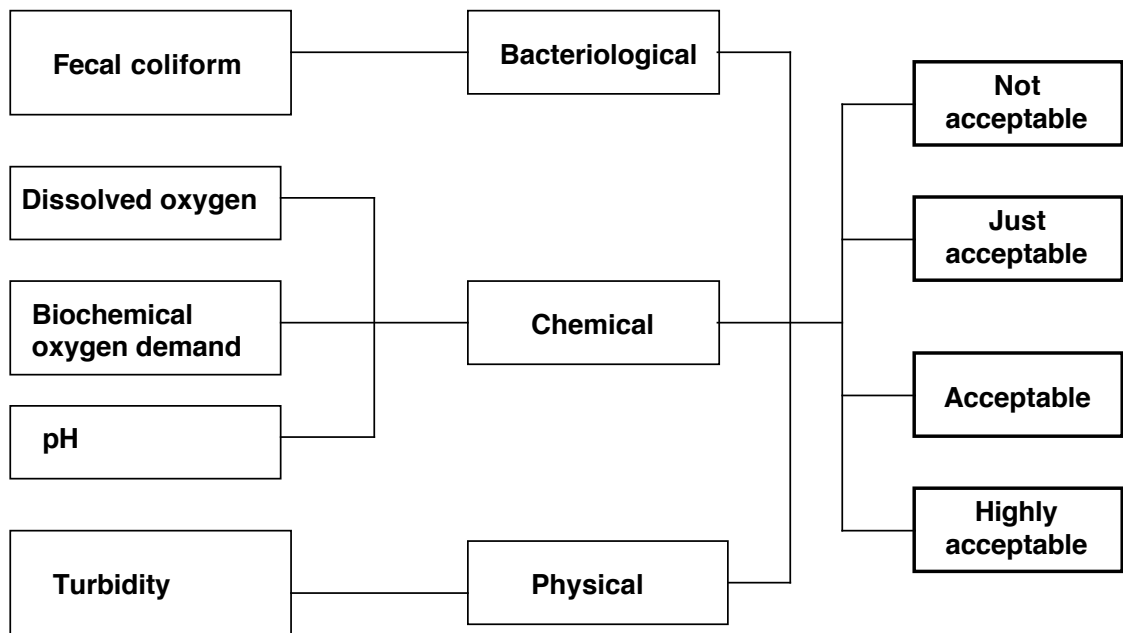 Fecal coliform
Bacteriological
Not
acceptable
Dissolved oxygen
Just
acceptable
Biochemical
oxygen demand
Chemical
Acceptable
pH
Highly
acceptable
Turbidity
Physical